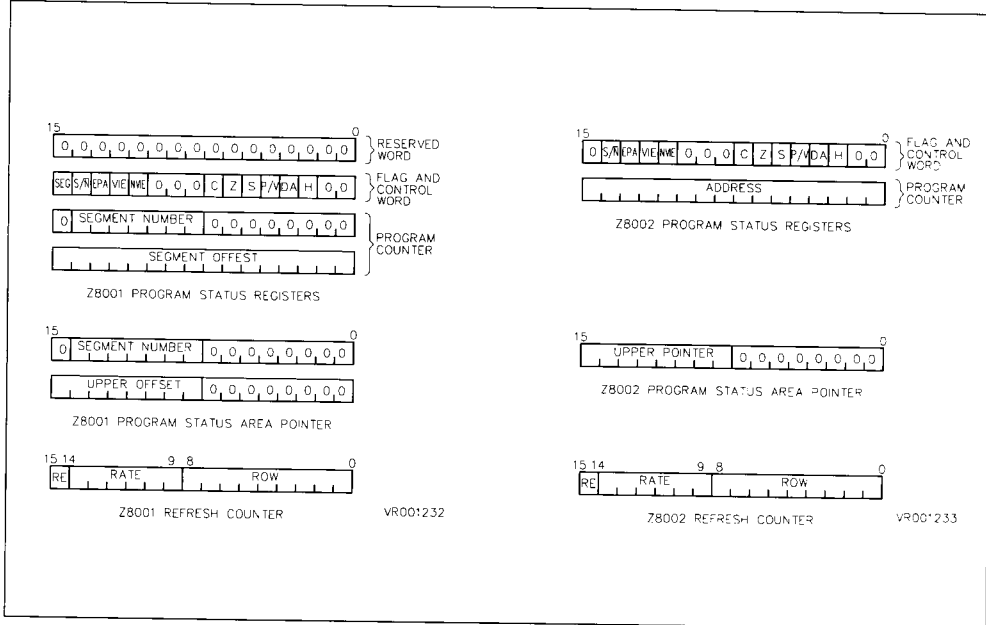 15 0
0 0 0 0 0 0 0 0 0 0 0 0 0 0 0 0
RESERVED
WORD
SEG S/N̅ EPA VIE NVIE 0 0 0 C Z S P/V DA H 0 0
FLAG AND
CONTROL
WORD
0 SEGMENT NUMBER 0 0 0 0 0 0 0 0
SEGMENT OFFEST
PROGRAM
COUNTER
Z8001 PROGRAM STATUS REGISTERS
15 0
0 SEGMENT NUMBER 0 0 0 0 0 0 0 0
UPPER OFFSET 0 0 0 0 0 0 0 0
Z8001 PROGRAM STATUS AREA POINTER
15 14 9 8 0
RE RATE ROW
Z8001 REFRESH COUNTER
VR001232
15 0
0 S/N̅ EPA VIE NVIE 0 0 0 C Z S P/V DA H 0 0
FLAG AND
CONTROL
WORD
ADDRESS
PROGRAM
COUNTER
Z8002 PROGRAM STATUS REGISTERS
15 0
UPPER POINTER 0 0 0 0 0 0 0 0
Z8002 PROGRAM STATUS AREA POINTER
15 14 9 8 0
RE RATE ROW
Z8002 REFRESH COUNTER
VR001233